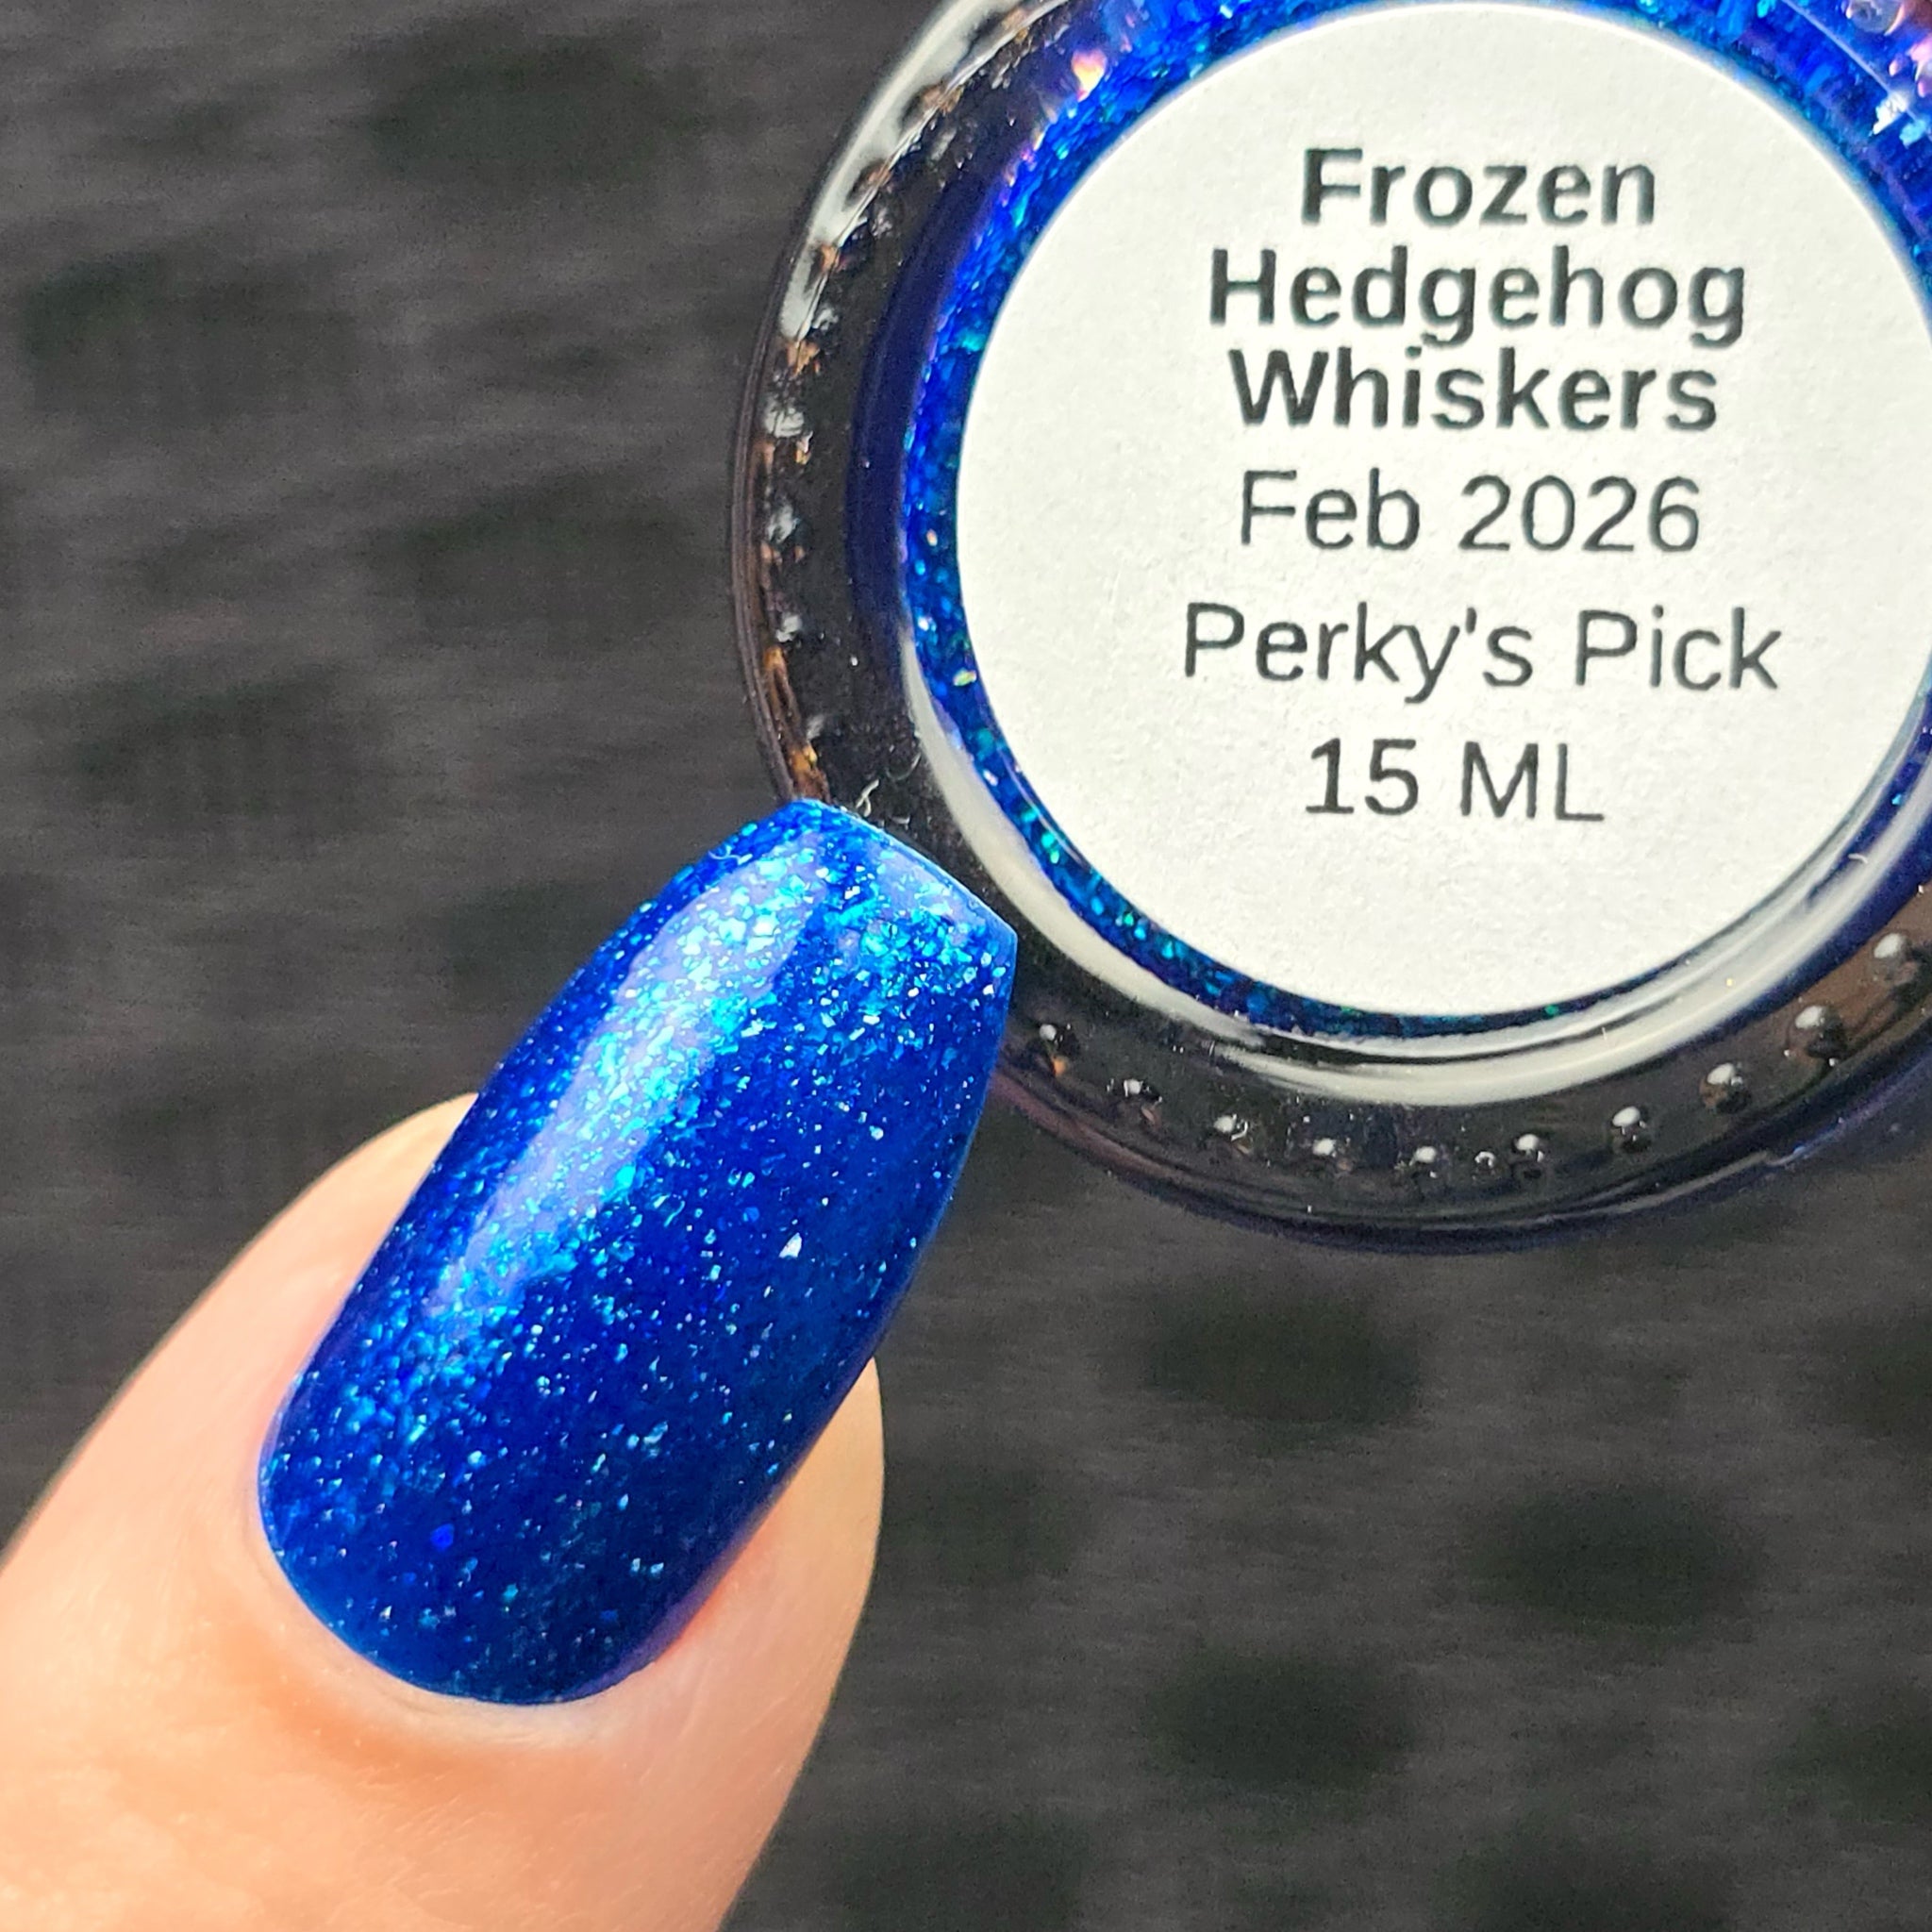 Frozen
Hedgehog
Whiskers
Feb 2026
Perky's Pick
15 ML